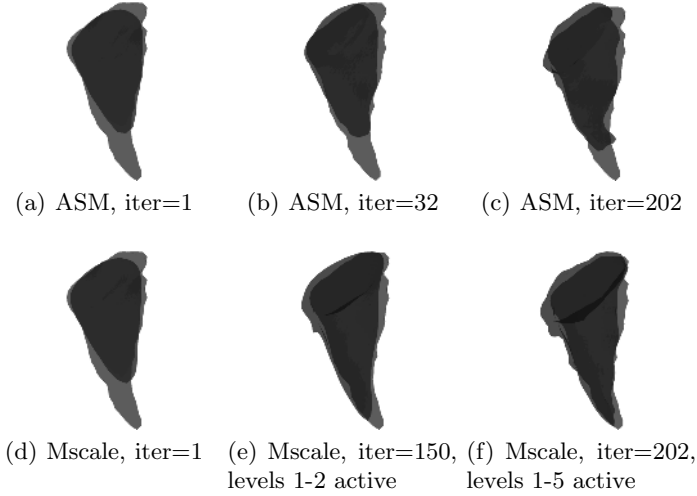 (a) ASM, iter=1
(b) ASM, iter=32
(c) ASM, iter=202
(d) Mscale, iter=1
(e) Mscale, iter=150,
levels 1-2 active
(f) Mscale, iter=202,
levels 1-5 active